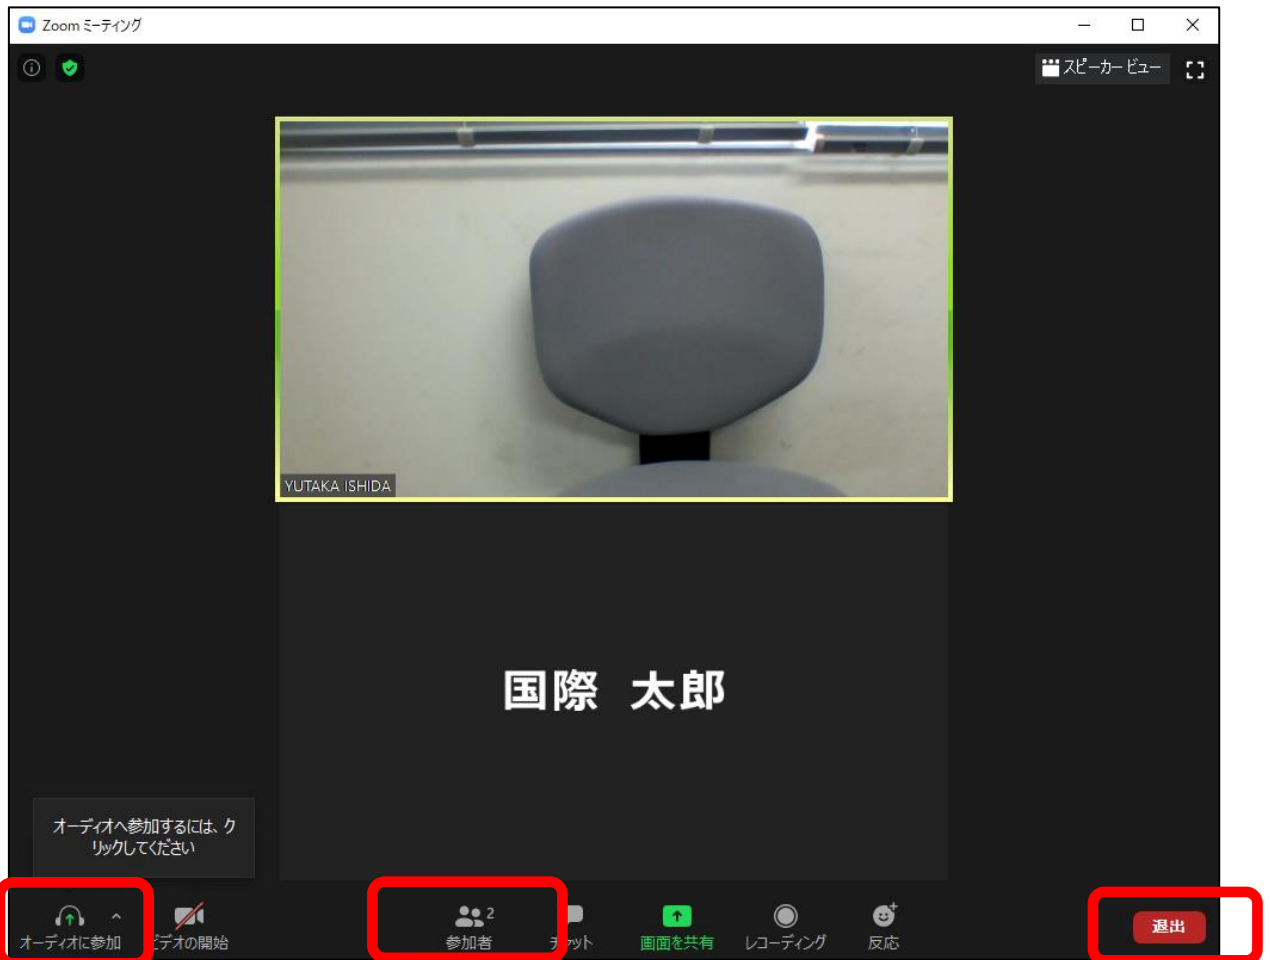 Zoom ミーティング
スピーカー ビュー
YUTAKA ISHIDA
国際 太郎
オーディオへ参加するには、ク
リックしてください
2
オーディオに参加
ビデオの開始
参加者
チャット
画面を共有
レコーディング
反応
退出